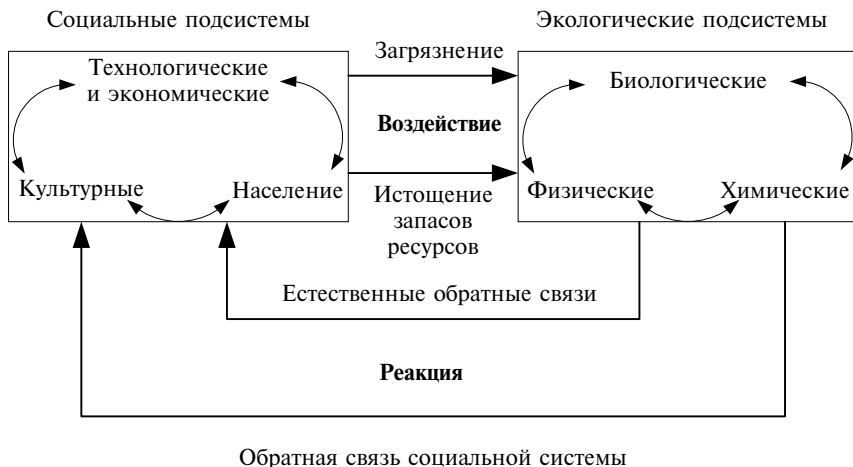 Социальные подсистемы
Экологические подсистемы
Технологические
и экономические
Культурные
Население
Загрязнение
Воздействие
Истощение
запасов
ресурсов
Биологические
Физические
Химические
Естественные обратные связи
Реакция
Обратная связь социальной системы